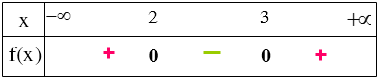 x −∞ 2 3 +∞
f(x) + 0 − 0 +